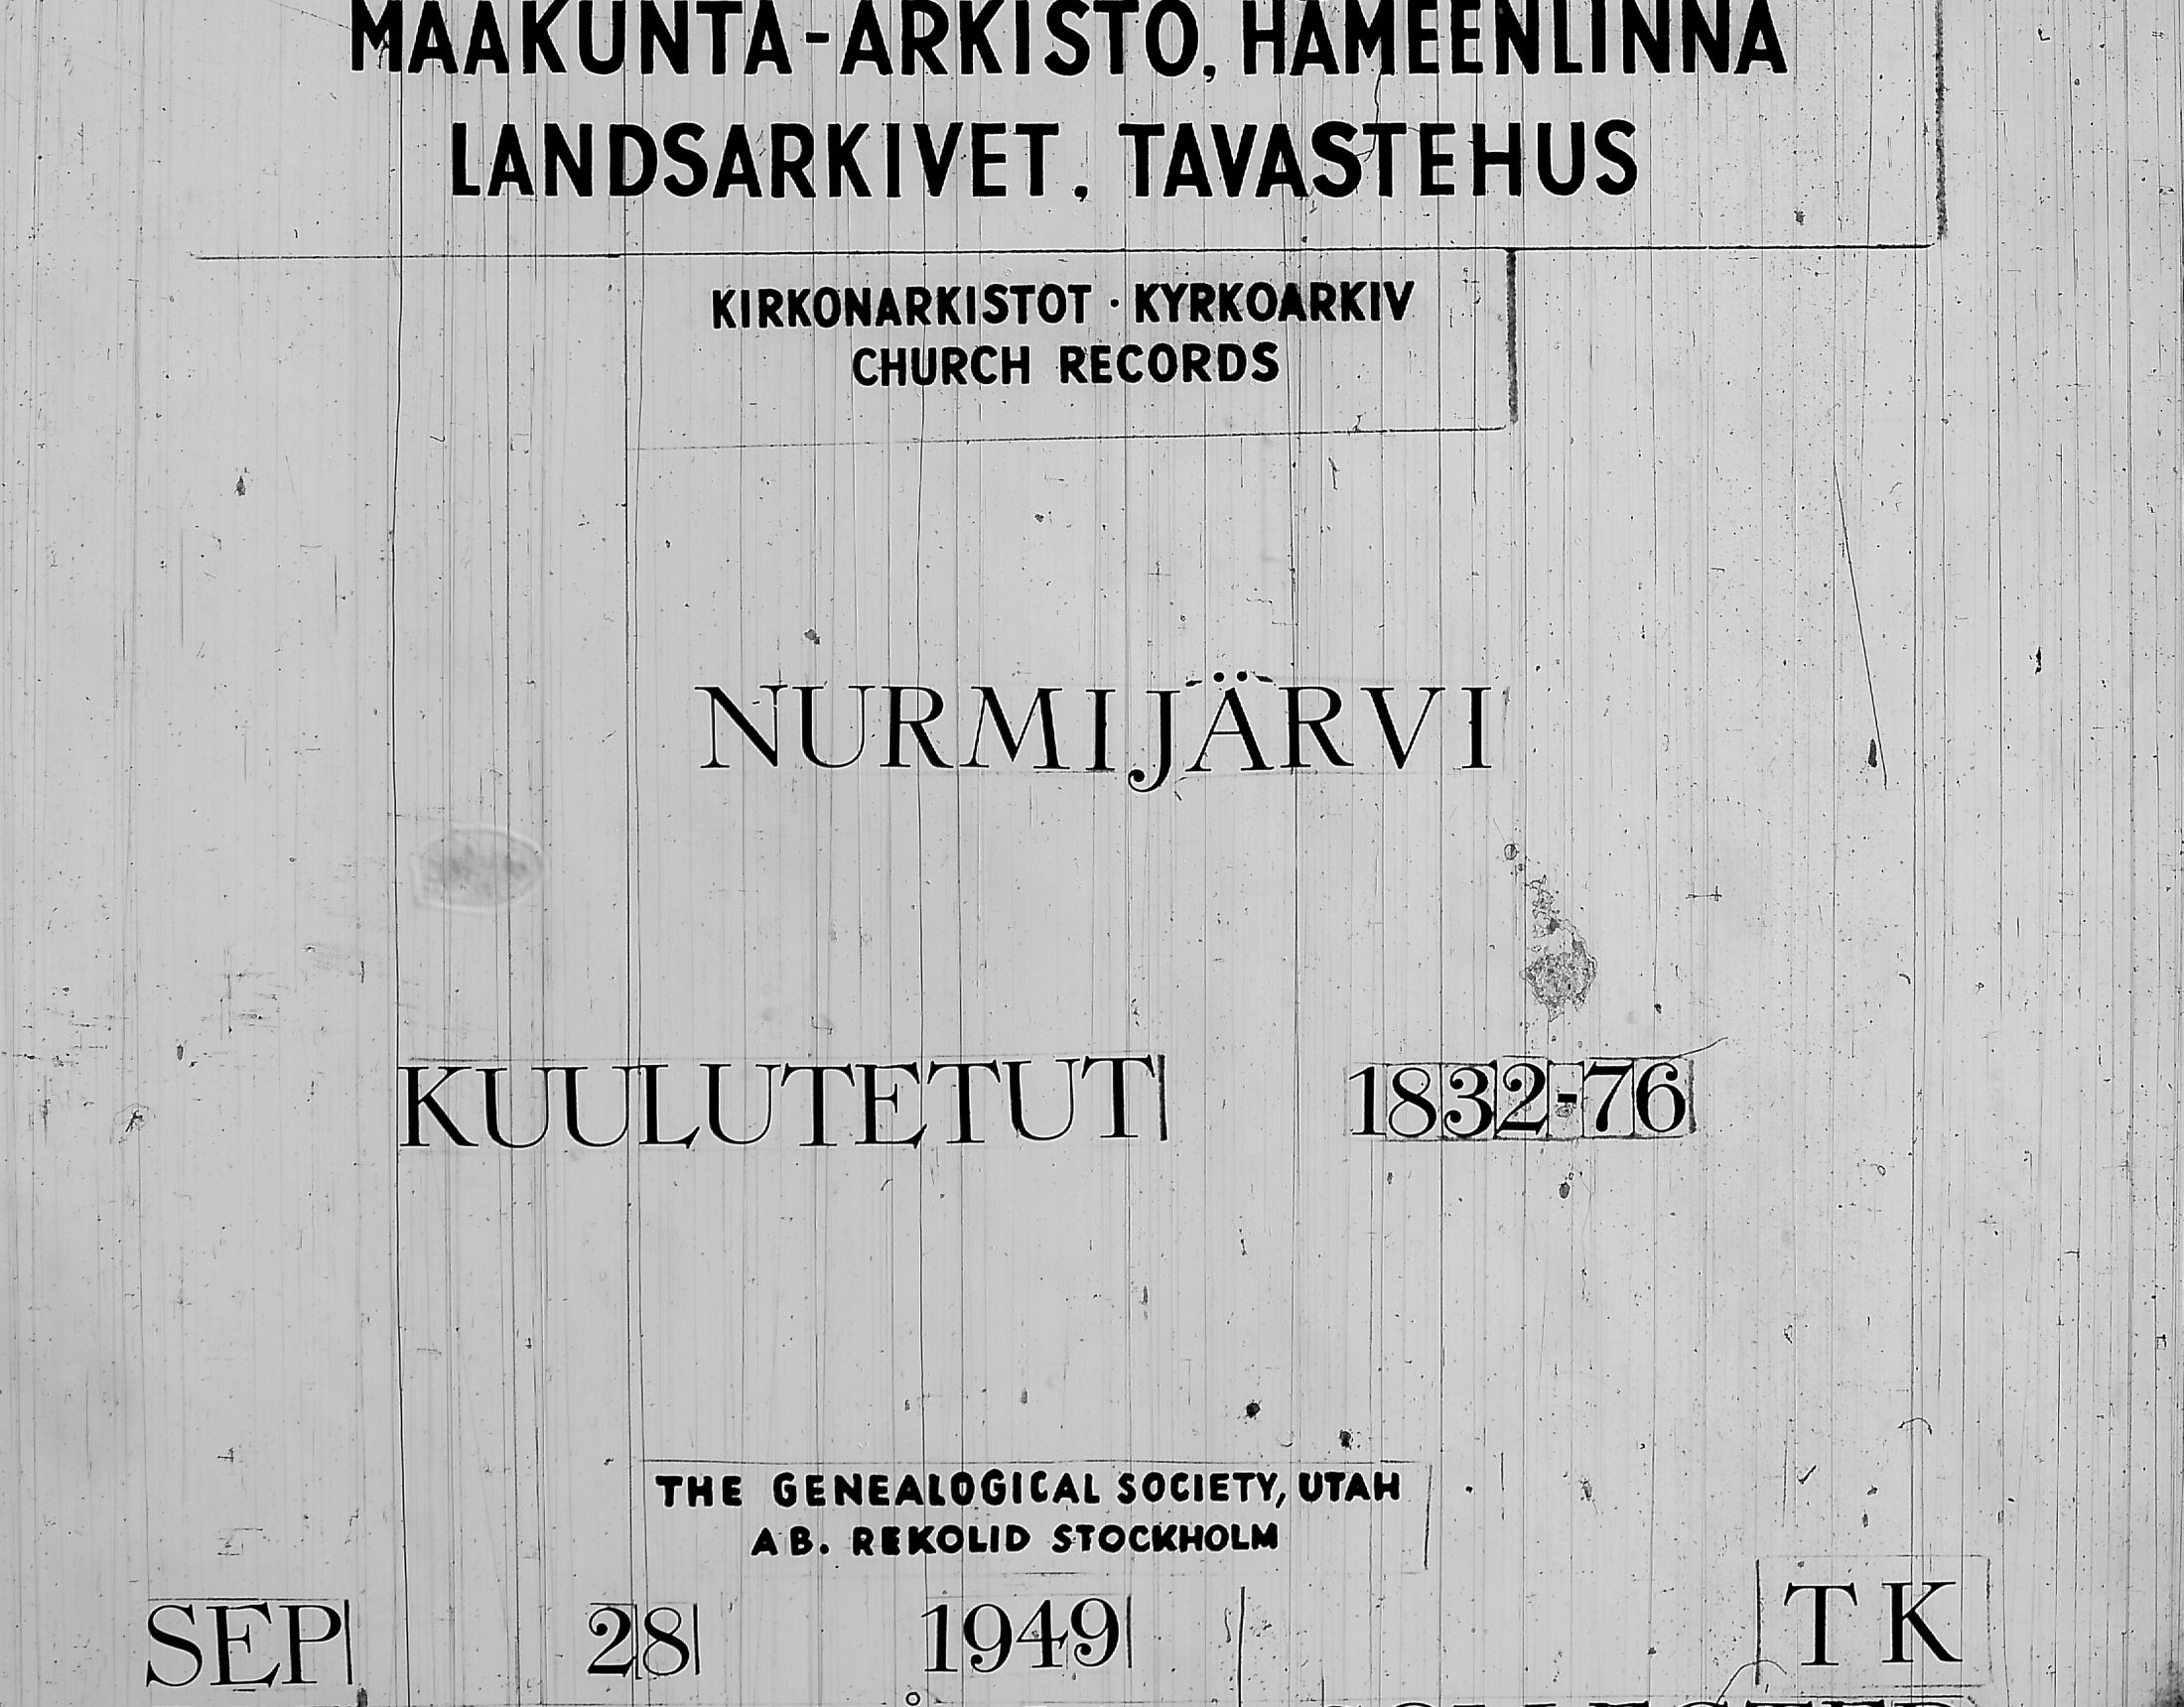 MAAKUNTA-ARKISTO, HÄMEENLINNA
LANDSARKIVET, TAVASTEHUS
KIRKONARKISTOT · KYRKOARKIV
CHURCH RECORDS
NURMIJÄRVI
KUULUTETUT 1832-76
THE GENEALOGICAL SOCIETY, UTAH
AB. REKOLID STOCKHOLM
SEP 28 1949 TK